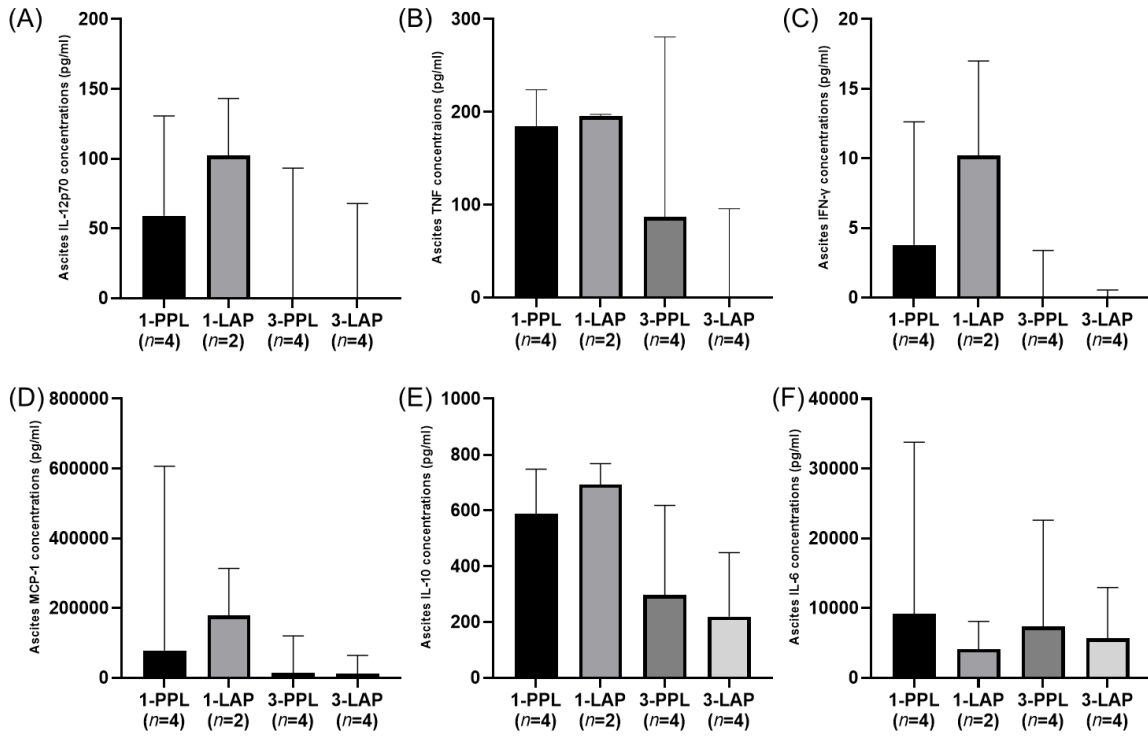 (A)
Ascites IL-12p70 concentrations (pg/ml)
200
150
100
50
0
1-PPL 1-LAP 3-PPL 3-LAP
(n=4) (n=2) (n=4) (n=4)
(B)
Ascites TNF concentraions (pg/ml)
300
200
100
0
1-PPL 1-LAP 3-PPL 3-LAP
(n=4) (n=2) (n=4) (n=4)
(C)
Ascites IFN-γ concentrations (pg/ml)
20
15
10
5
0
1-PPL 1-LAP 3-PPL 3-LAP
(n=4) (n=2) (n=4) (n=4)
(D)
Ascites MCP-1 concentrations (pg/ml)
800000
600000
400000
200000
0
1-PPL 1-LAP 3-PPL 3-LAP
(n=4) (n=2) (n=4) (n=4)
(E)
Ascites IL-10 concentrations (pg/ml)
1000
800
600
400
200
0
1-PPL 1-LAP 3-PPL 3-LAP
(n=4) (n=2) (n=4) (n=4)
(F)
Ascites IL-6 concentrations (pg/ml)
40000
30000
20000
10000
0
1-PPL 1-LAP 3-PPL 3-LAP
(n=4) (n=2) (n=4) (n=4)